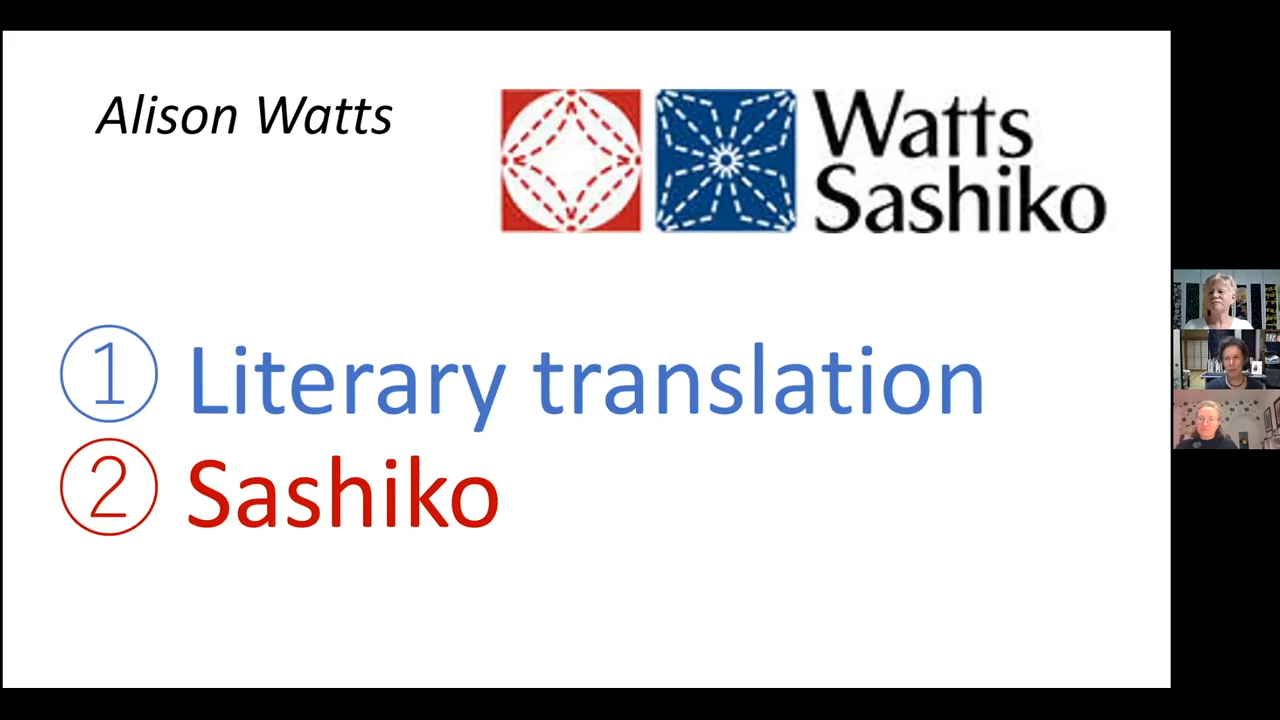 Alison Watts
Watts
Sashiko
① Literary translation
② Sashiko